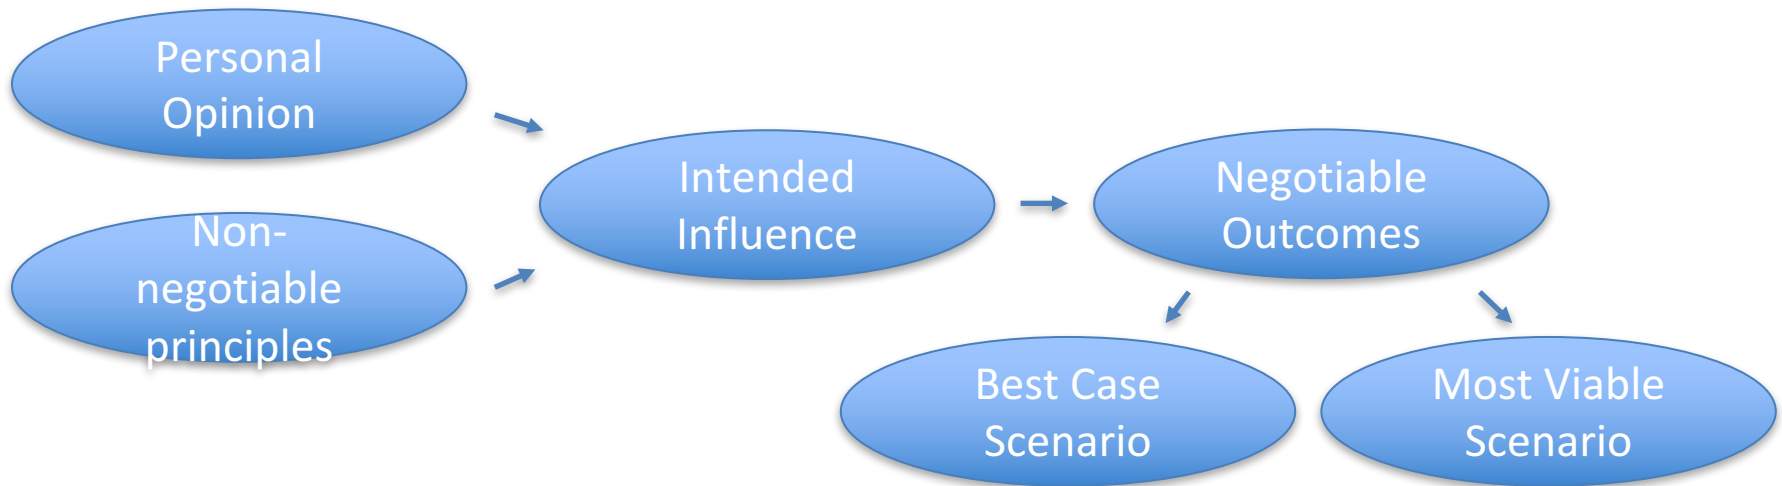 Personal
Opinion
Non-
negotiable
principles
Intended
Influence
Negotiable
Outcomes
Best Case
Scenario
Most Viable
Scenario